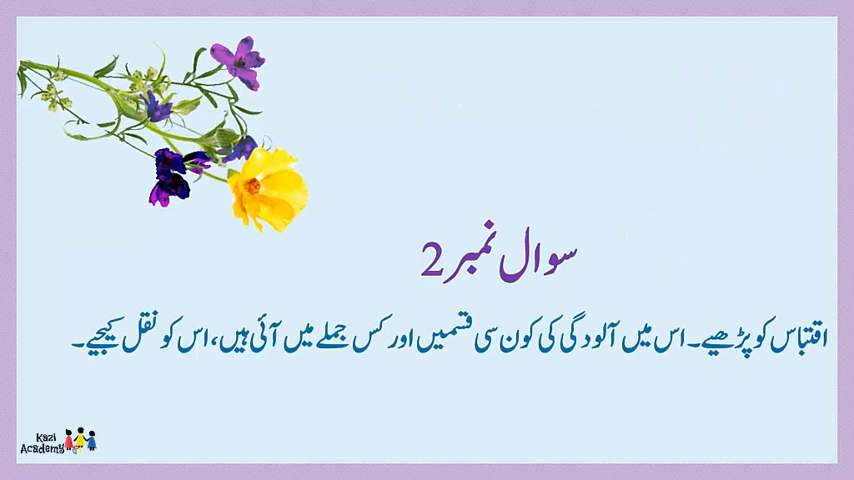 سوال نمبر 2
اقتباس کو پڑھیے۔ اس میں آلودگی کی کون سی قسمیں اور کس جملے میں آئی ہیں، اس کو نقل کیجیے۔
Kazi
Academy